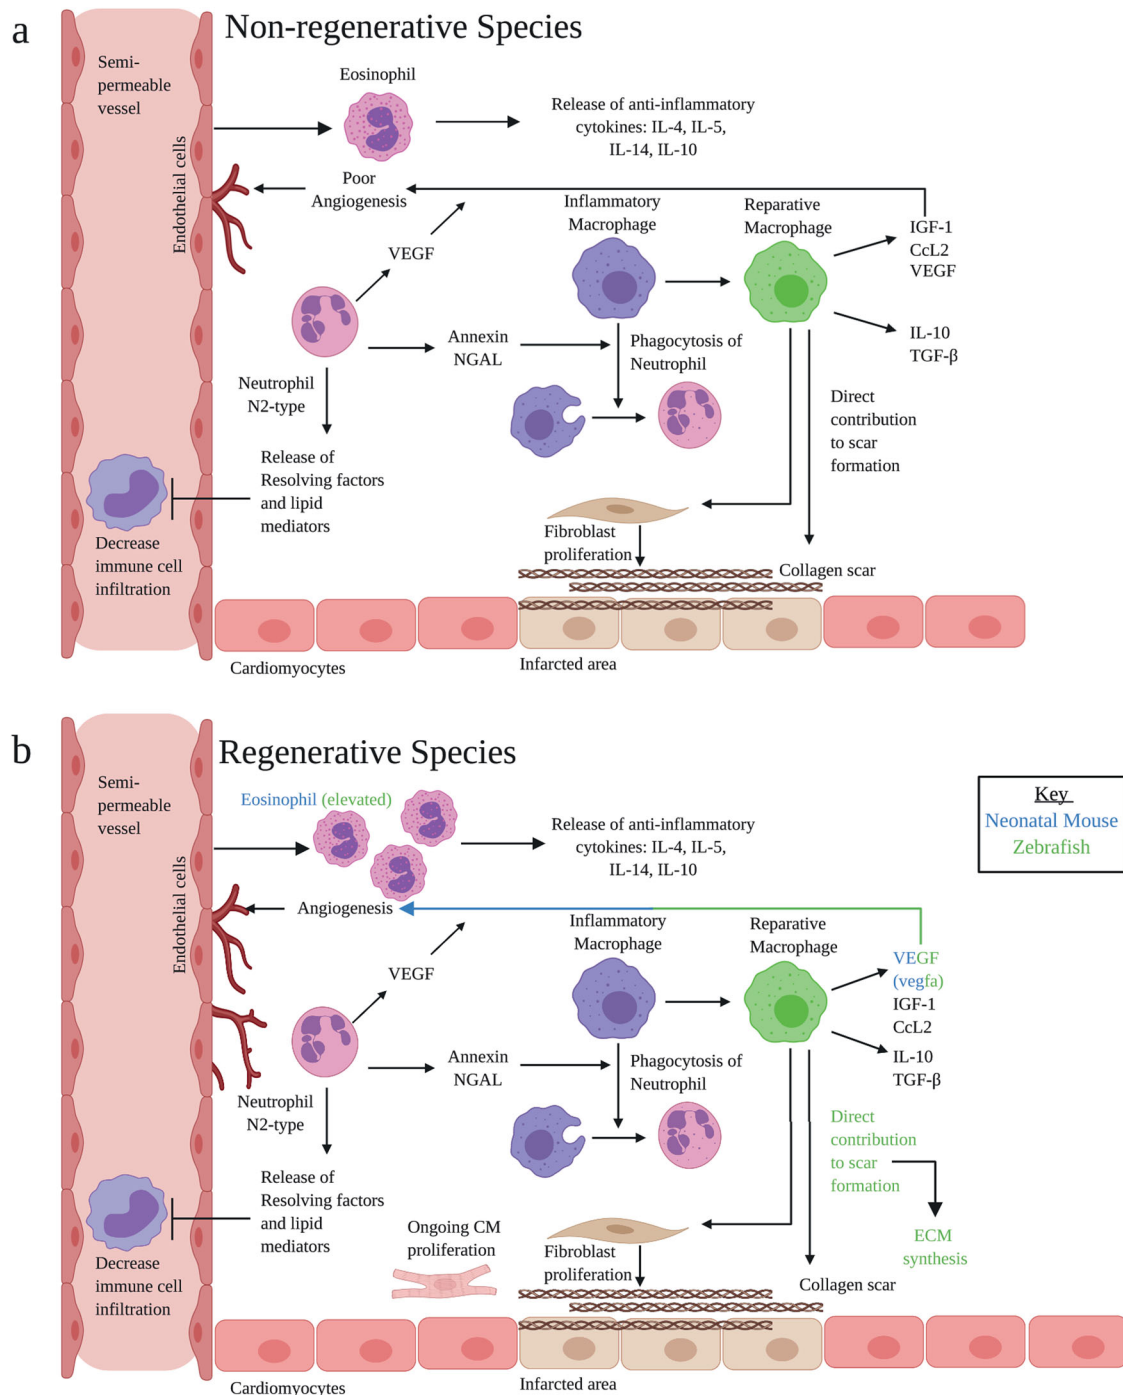 a
Non-regenerative Species
Semi-
permeable
vessel
Endothelial cells
Eosinophil
Release of anti-inflammatory
cytokines: IL-4, IL-5,
IL-14, IL-10
Poor
Angiogenesis
Inflammatory
Macrophage
Reparative
Macrophage
IGF-1
CcL2
VEGF
VEGF
Annexin
NGAL
Phagocytosis of
Neutrophil
IL-10
TGF-β
Neutrophil
N2-type
Direct
contribution
to scar
formation
Release of
Resolving factors
and lipid
mediators
Decrease
immune cell
infiltration
Fibroblast
proliferation
Collagen scar
Cardiomyocytes
Infarcted area
b
Regenerative Species
Semi-
permeable
vessel
Endothelial cells
Eosinophil (elevated)
Release of anti-inflammatory
cytokines: IL-4, IL-5,
IL-14, IL-10
Key
Neonatal Mouse
Zebrafish
Angiogenesis
Inflammatory
Macrophage
Reparative
Macrophage
VEGF
(vegfa)
IGF-1
CcL2
VEGF
Annexin
NGAL
Phagocytosis of
Neutrophil
IL-10
TGF-β
Neutrophil
N2-type
Direct
contribution
to scar
formation
Release of
Resolving factors
and lipid
mediators
Ongoing CM
proliferation
ECM
synthesis
Decrease
immune cell
infiltration
Fibroblast
proliferation
Collagen scar
Cardiomyocytes
Infarcted area